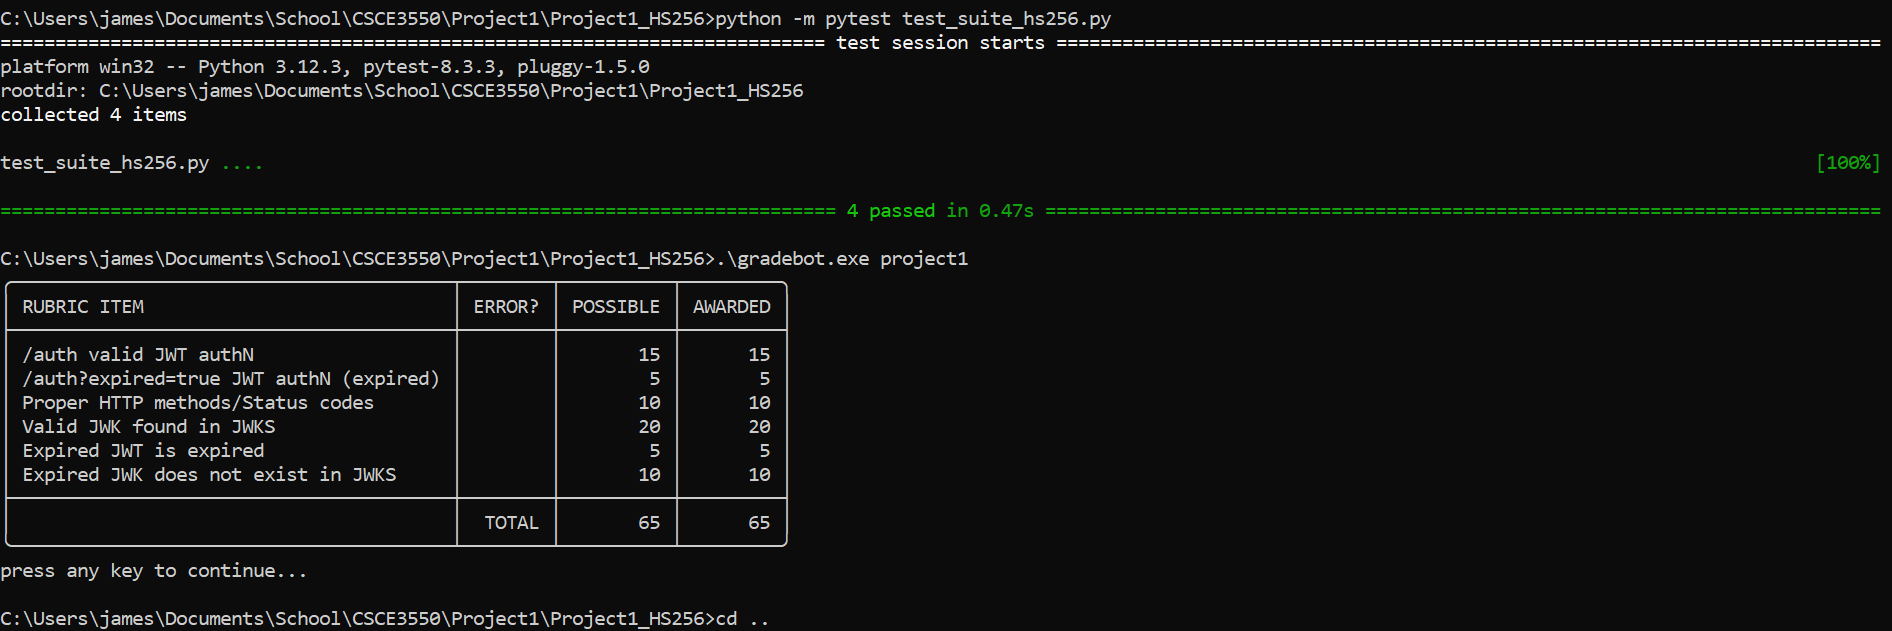 C:\Users\james\Documents\School\CSCE3550\Project1\Project1_HS256>python -m pytest test_suite_hs256.py
=========================================================================== test session starts ===========================================================================
platform win32 -- Python 3.12.3, pytest-8.3.3, pluggy-1.5.0
rootdir: C:\Users\james\Documents\School\CSCE3550\Project1\Project1_HS256
collected 4 items
test_suite_hs256.py .... [100%]
============================================================================ 4 passed in 0.47s ============================================================================
C:\Users\james\Documents\School\CSCE3550\Project1\Project1_HS256>.\gradebot.exe project1
RUBRIC ITEM ERROR? POSSIBLE AWARDED
/auth valid JWT authN 15 15
/auth?expired=true JWT authN (expired) 5 5
Proper HTTP methods/Status codes 10 10
Valid JWK found in JWKS 20 20
Expired JWT is expired 5 5
Expired JWK does not exist in JWKS 10 10
TOTAL 65 65
press any key to continue...
C:\Users\james\Documents\School\CSCE3550\Project1\Project1_HS256>cd ..